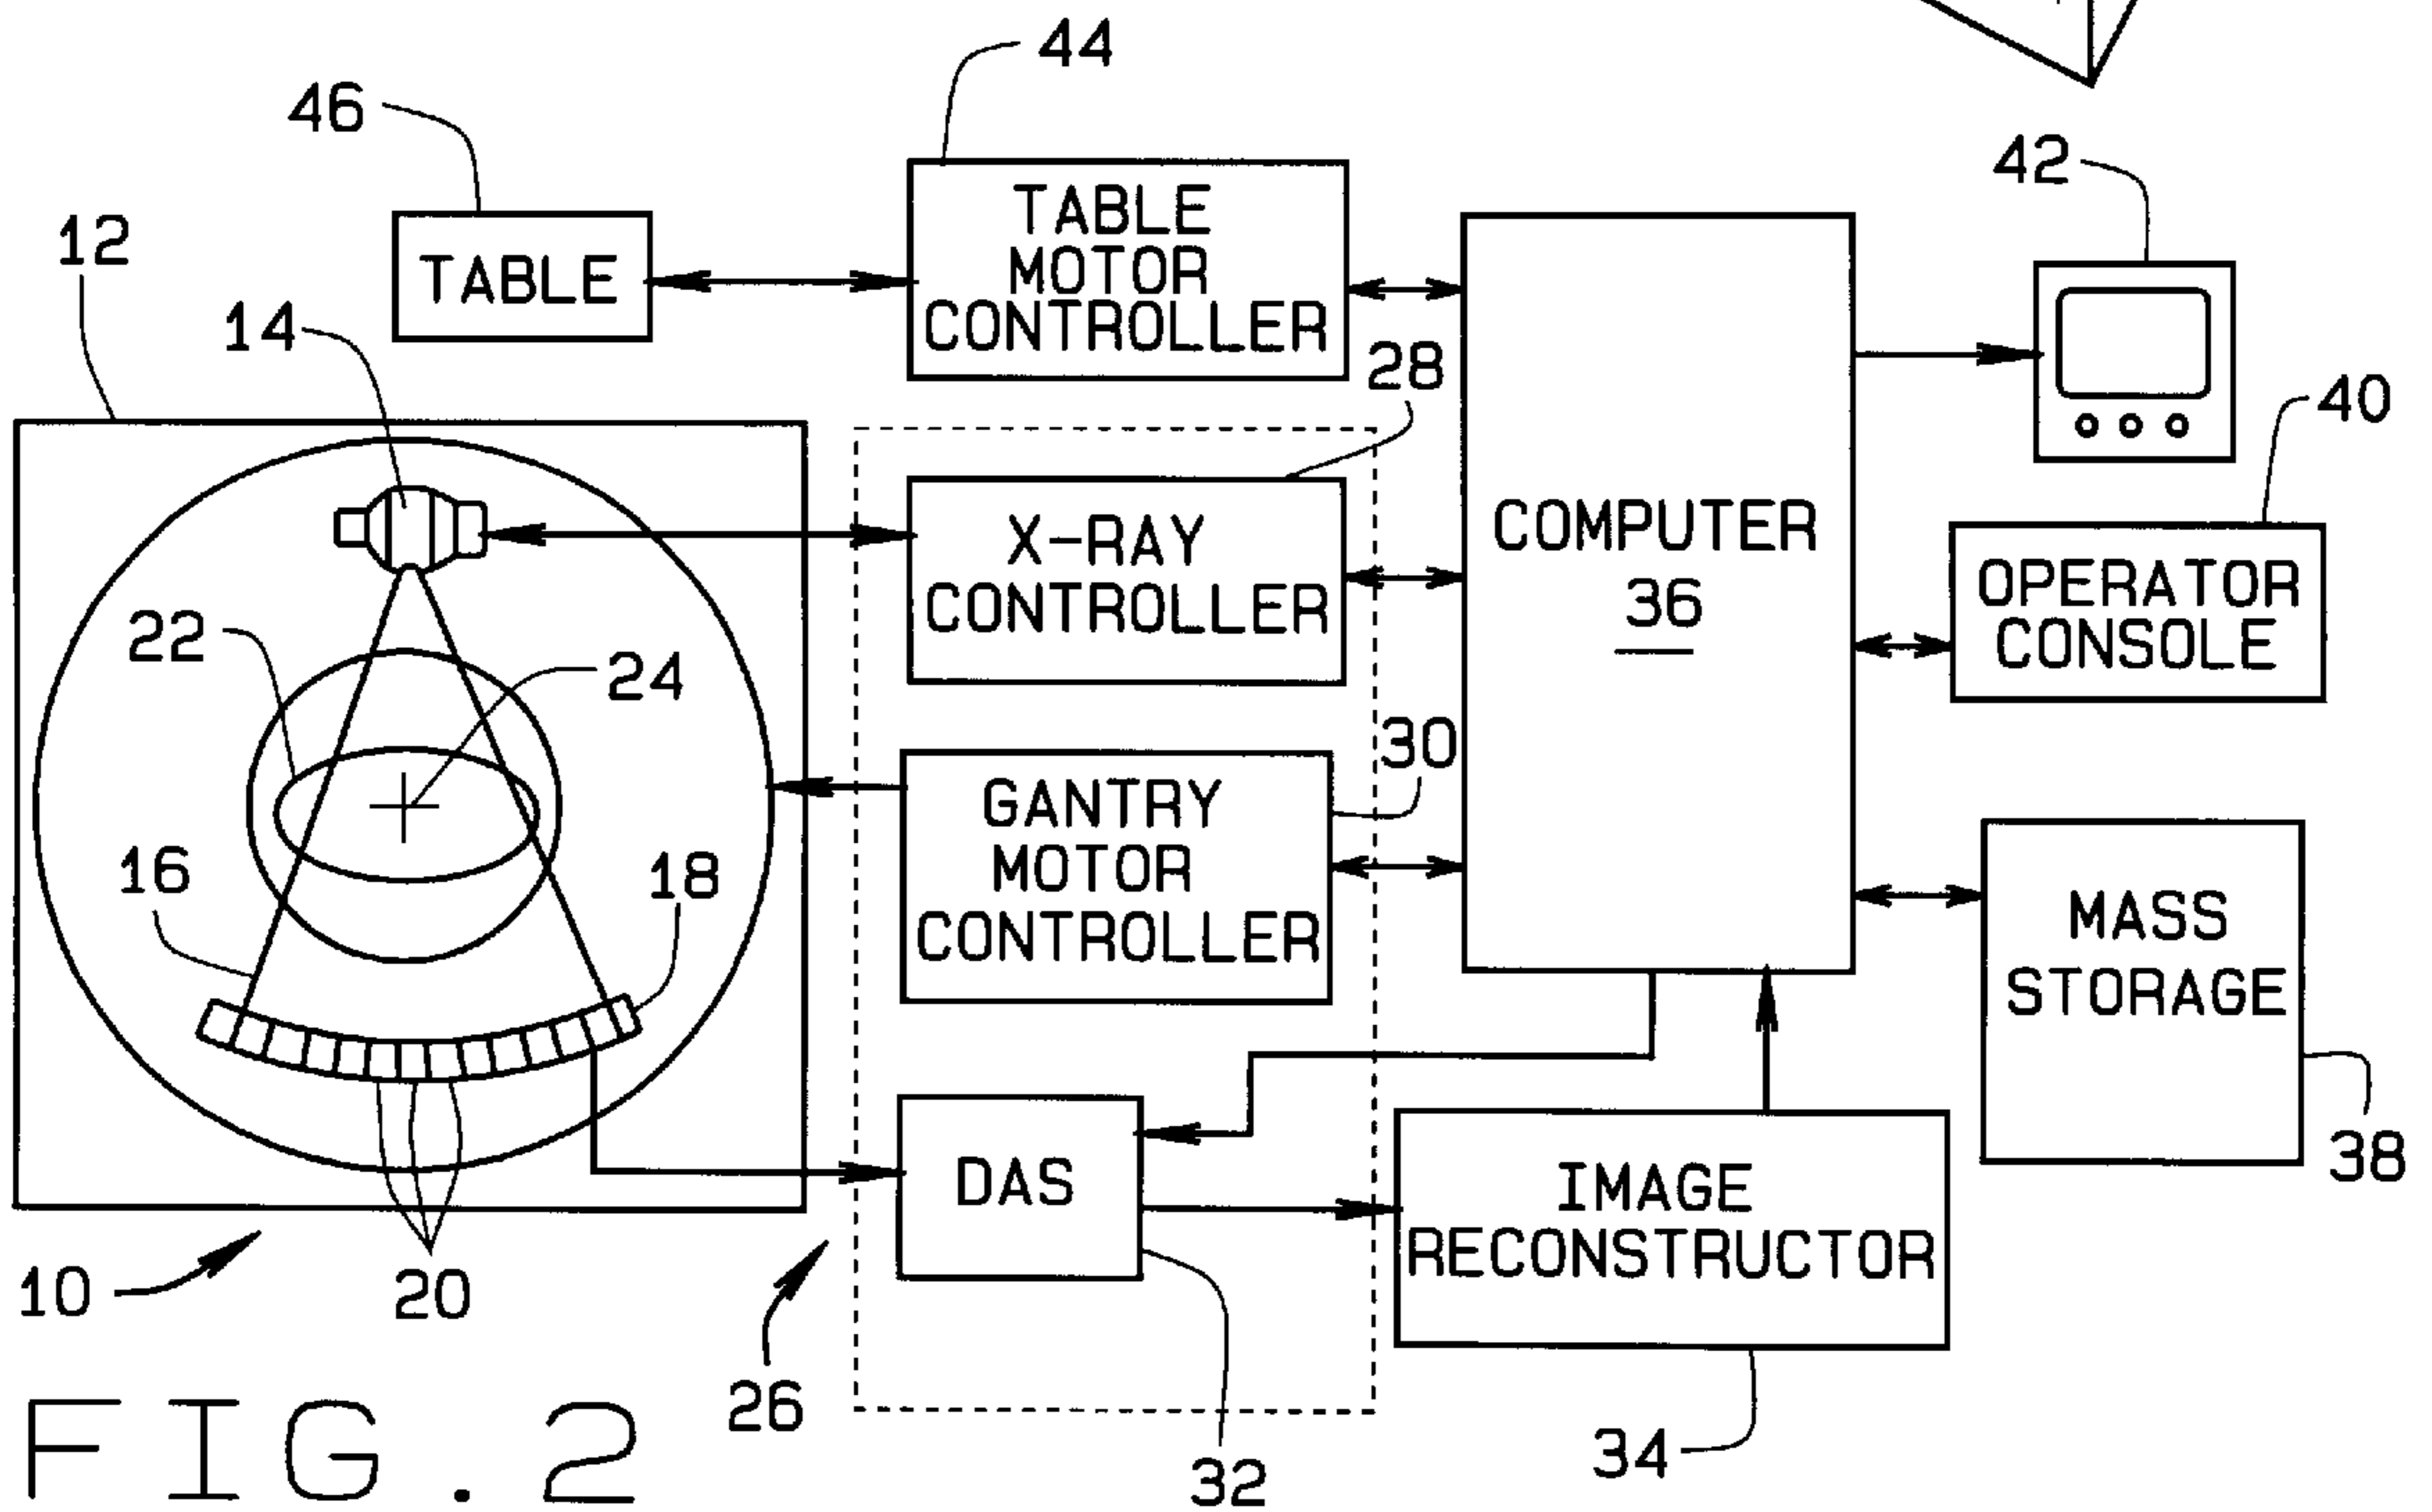 44
46
42
12
TABLE
MOTOR
CONTROLLER
TABLE
14
28
40
X-RAY
CONTROLLER
COMPUTER
36
OPERATOR
CONSOLE
22
24
30
GANTRY
MOTOR
CONTROLLER
16
18
MASS
STORAGE
38
DAS
IMAGE
RECONSTRUCTOR
10
20
26
32
34
FIG.2